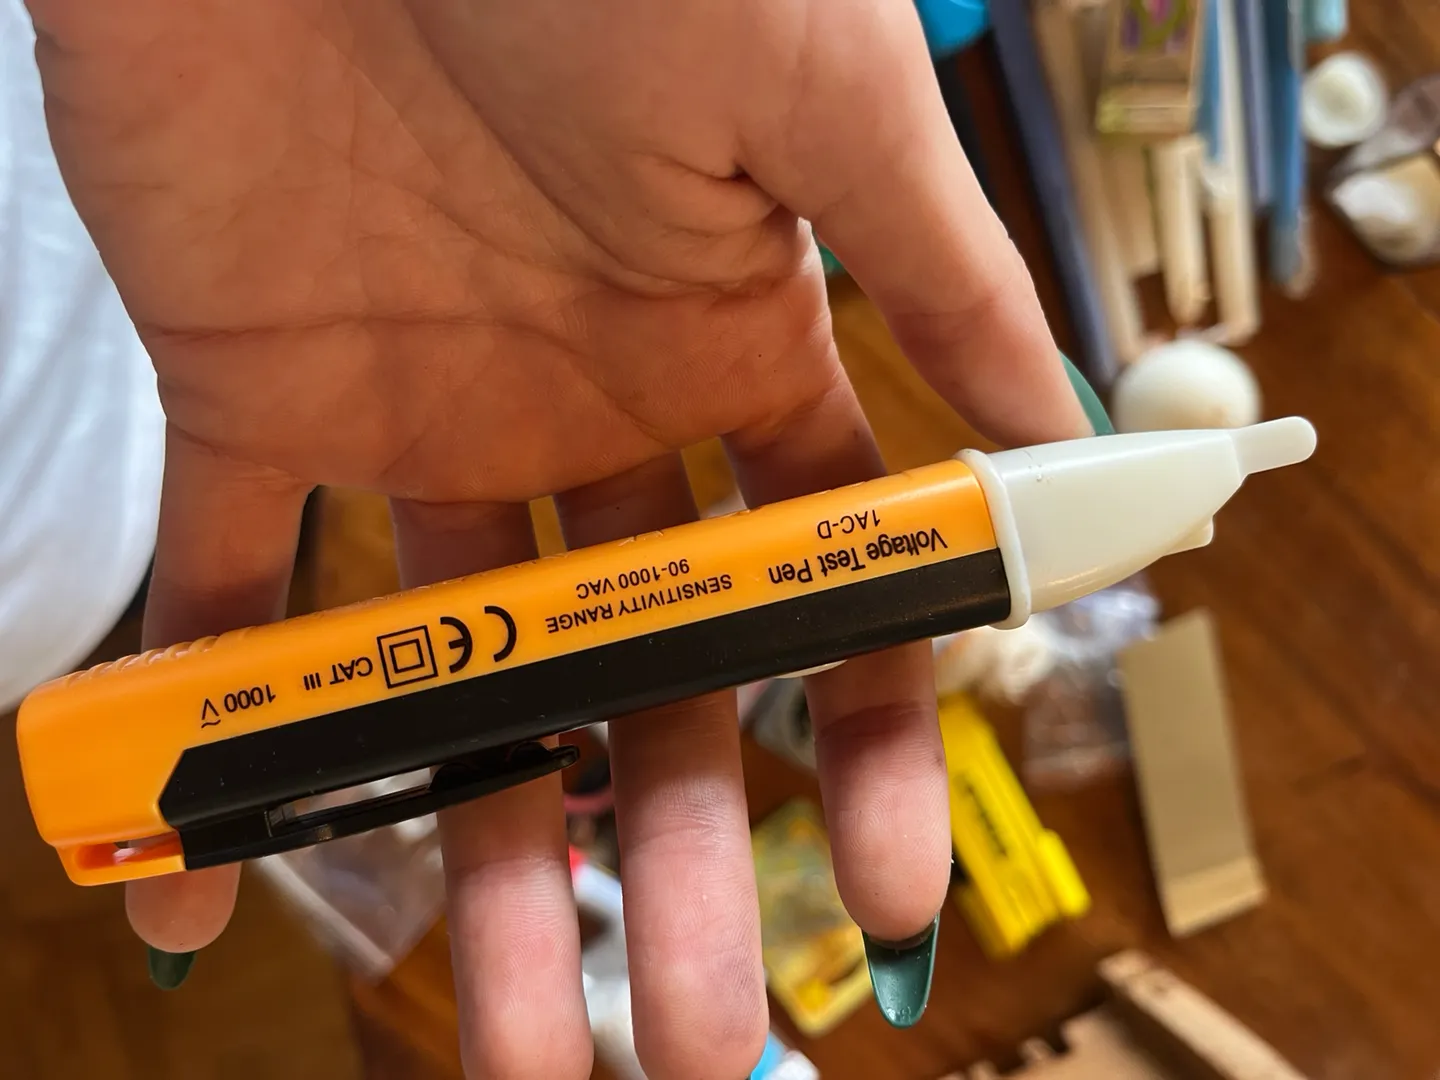 Voltage Test Pen
1AC-D
SENSITIVITY RANGE
90-1000 VAC
CE
CAT III
1000 V